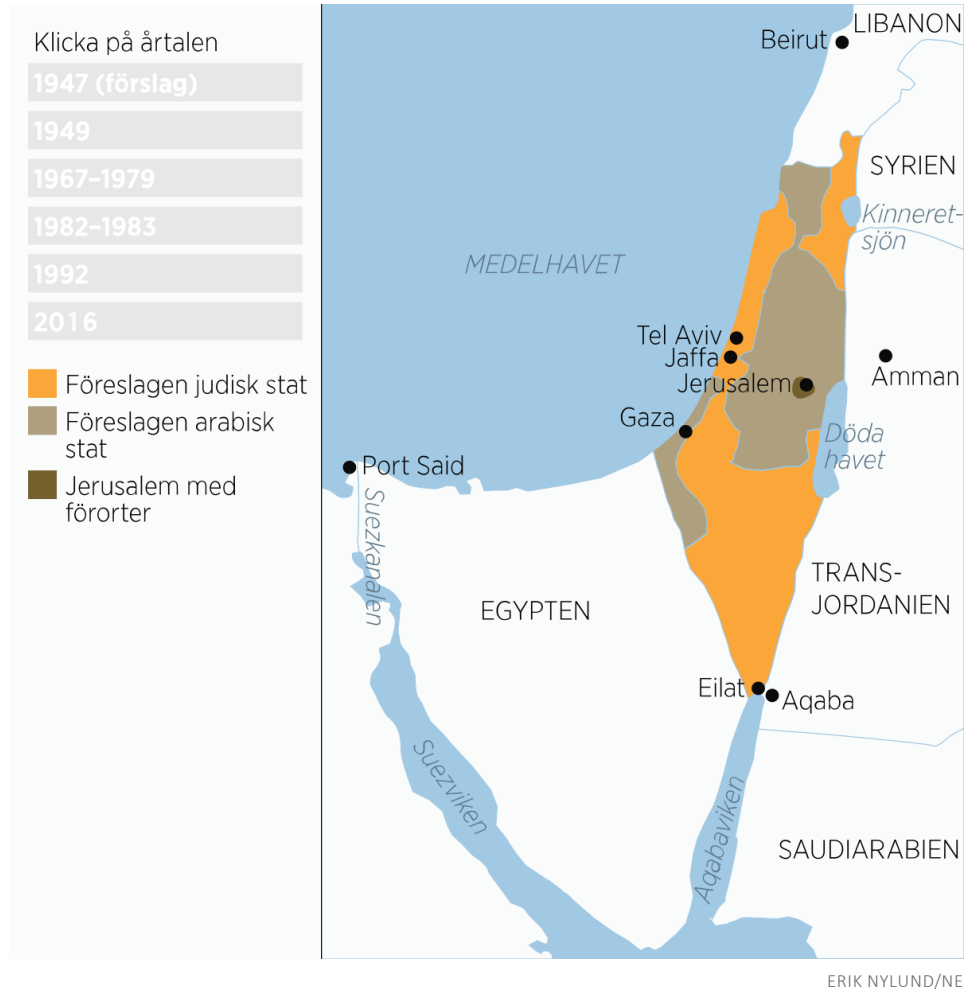 Klicka på årtalen
1947 (förslag)
1949
1967–1979
1982–1983
1992
2016
Föreslagen judisk stat
Föreslagen arabisk
stat
Jerusalem med
förorter
LIBANON
Beirut
SYRIEN
Kinneret-
sjön
MEDELHAVET
Tel Aviv
Jaffa
Jerusalem
Amman
Gaza
Döda
havet
Port Said
Suezkanalen
TRANS-
JORDANIEN
EGYPTEN
Eilat
Aqaba
Suezviken
Aqabaviken
SAUDIARABIEN
ERIK NYLUND/NE